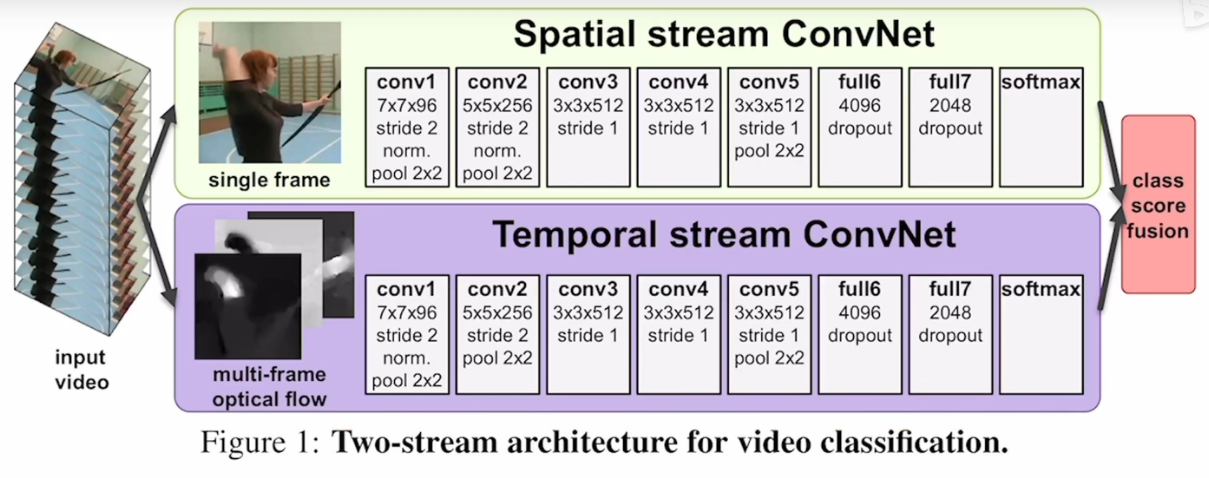 Spatial stream ConvNet
single frame
conv1
7x7x96
stride 2
norm.
pool 2x2
conv2
5x5x256
stride 2
norm.
pool 2x2
conv3
3x3x512
stride 1
conv4
3x3x512
stride 1
conv5
3x3x512
stride 1
pool 2x2
full6
4096
dropout
full7
2048
dropout
softmax
Temporal stream ConvNet
multi-frame
optical flow
conv1
7x7x96
stride 2
norm.
pool 2x2
conv2
5x5x256
stride 2
pool 2x2
conv3
3x3x512
stride 1
conv4
3x3x512
stride 1
conv5
3x3x512
stride 1
pool 2x2
full6
4096
dropout
full7
2048
dropout
softmax
input
video
class
score
fusion
Figure 1: Two-stream architecture for video classification.